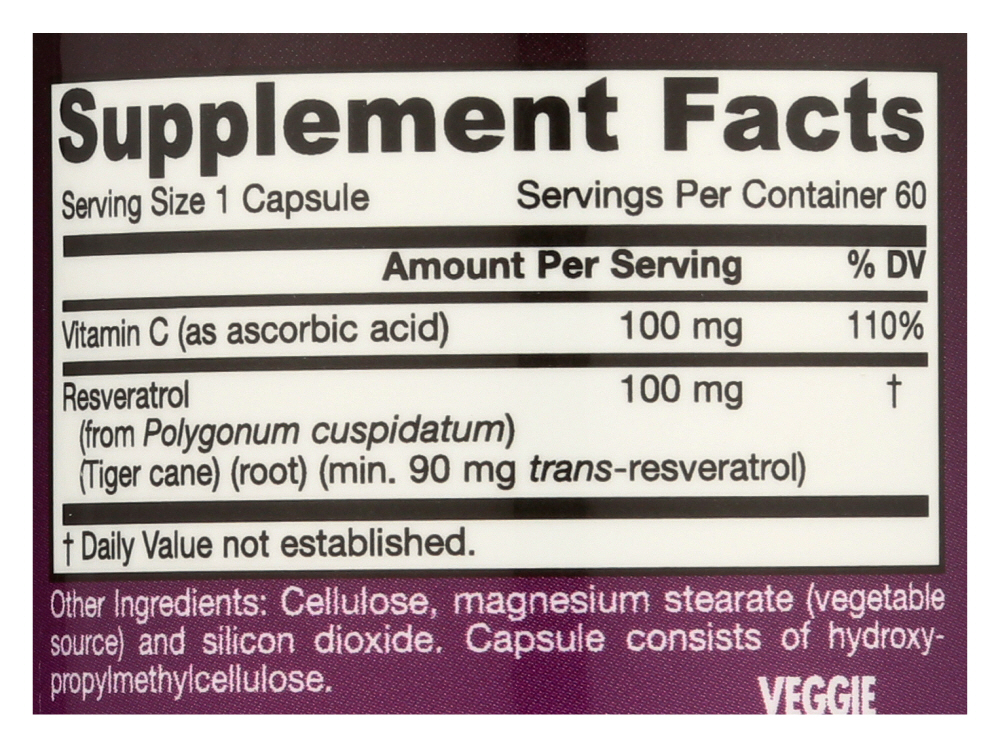 Supplement Facts
Serving Size 1 Capsule Servings Per Container 60
Amount Per Serving % DV
Vitamin C (as ascorbic acid) 100 mg 110%
Resveratrol 100 mg †
(from Polygonum cuspidatum)
(Tiger cane) (root) (min. 90 mg trans-resveratrol)
† Daily Value not established.
Other Ingredients: Cellulose, magnesium stearate (vegetable
source) and silicon dioxide. Capsule consists of hydroxy-
propylmethylcellulose.
VEGGIE